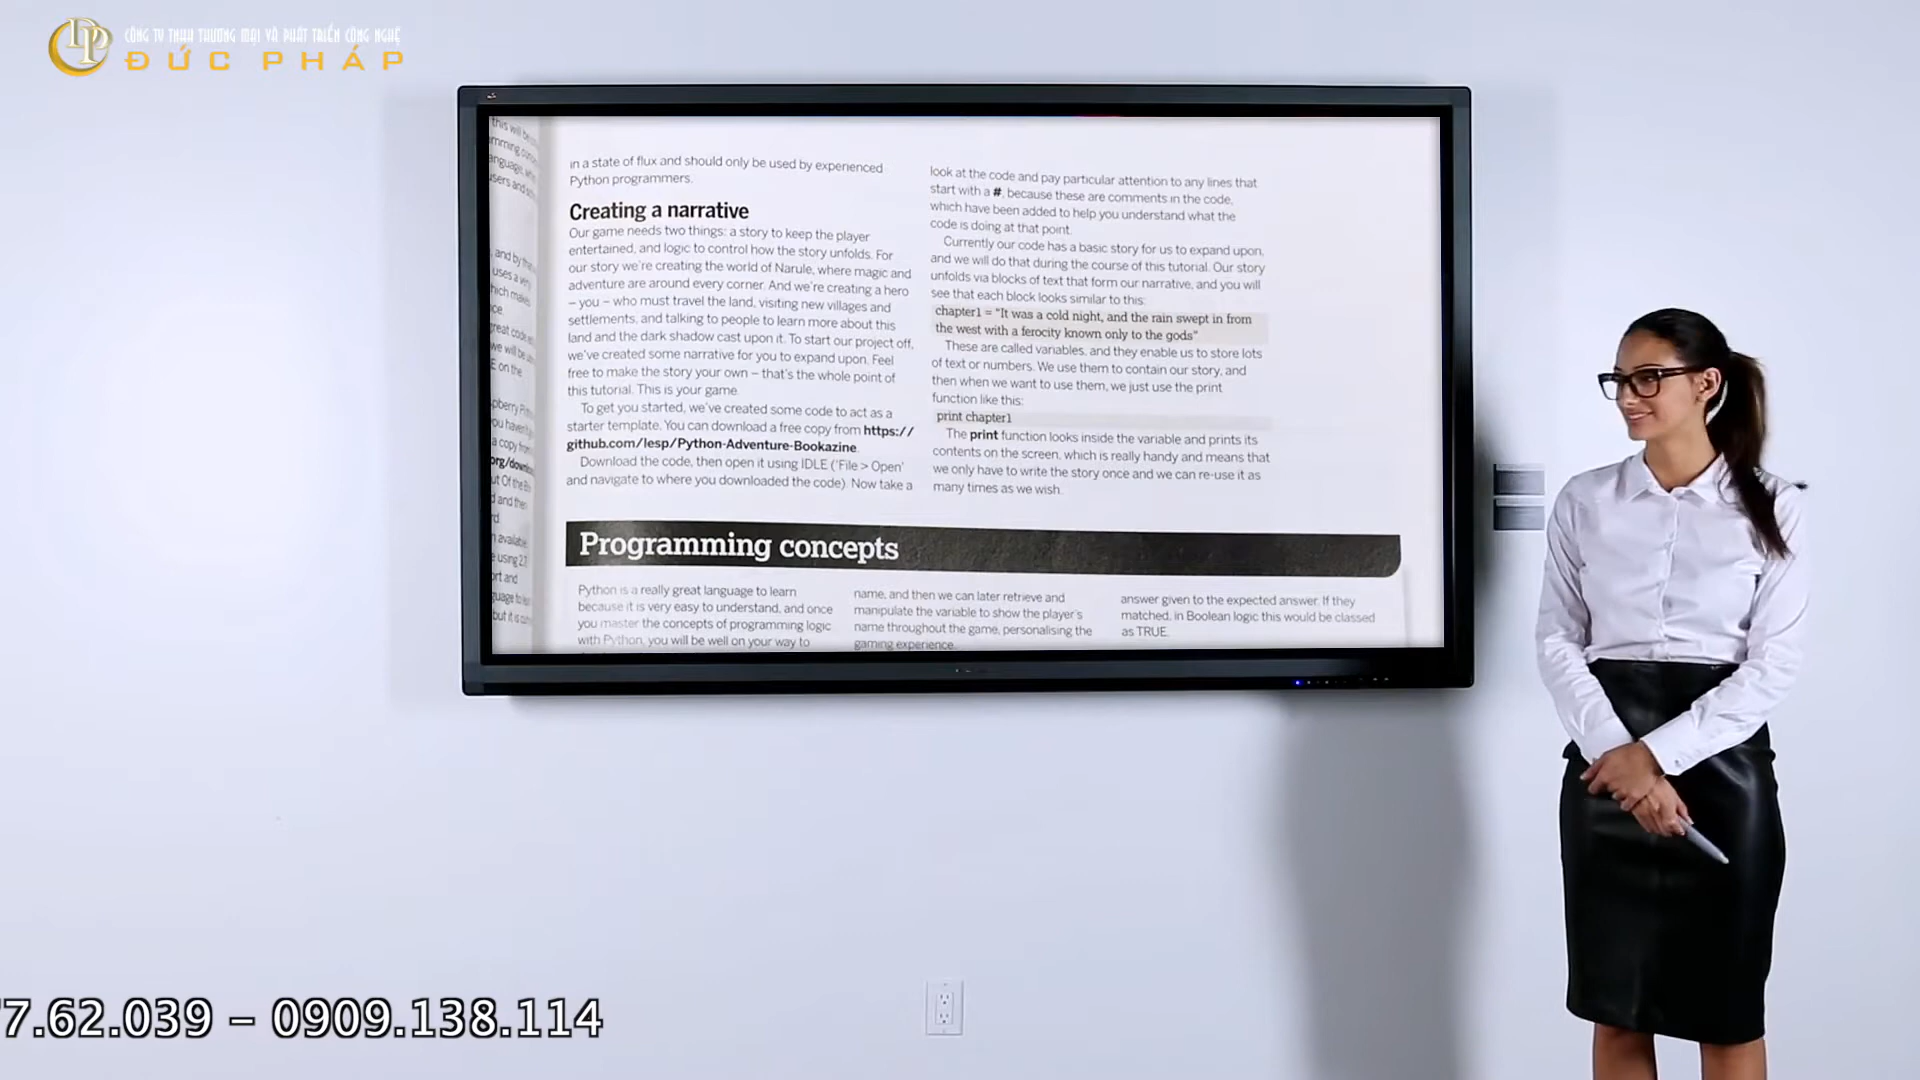 CÔNG TY TNHH THƯƠNG MẠI VÀ PHÁT TRIỂN CÔNG NGHỆ
ĐỨC PHÁP
in a state of flux and should only be used by experienced
Python programmers.
Creating a narrative
Our game needs two things: a story to keep the player
entertained, and logic to control how the story unfolds. For
our story we're creating the world of Narule, where magic and
adventure are around every corner. And we're creating a hero
– you – who must travel the land, visiting new villages and
settlements, and talking to people to learn more about this
land and the dark shadow cast upon it. To start our project off,
we've created some narrative for you to expand upon. Feel
free to make the story your own – that's the whole point of
this tutorial. This is your game.
To get you started, we've created some code to act as a
starter template. You can download a free copy from https://
github.com/lesp/Python-Adventure-Bookazine.
Download the code, then open it using IDLE ('File > Open'
and navigate to where you downloaded the code). Now take a
look at the code and pay particular attention to any lines that
start with a #, because these are comments in the code,
which have been added to help you understand what the
code is doing at that point.
Currently our code has a basic story for us to expand upon,
and we will do that during the course of this tutorial. Our story
unfolds via blocks of text that form our narrative, and you will
see that each block looks similar to this:
chapter1 = "It was a cold night, and the rain swept in from
the west with a ferocity known only to the gods"
These are called variables, and they enable us to store lots
of text or numbers. We use them to contain our story, and
then when we want to use them, we just use the print
function like this:
print chapter1
The print function looks inside the variable and prints its
contents on the screen, which is really handy and means that
we only have to write the story once and we can re-use it as
many times as we wish.
Programming concepts
Python is a really great language to learn
because it is very easy to understand, and once
you master the concepts of programming logic
with Python, you will be well on your way to
name, and then we can later retrieve and
manipulate the variable to show the player's
name throughout the game, personalising the
gaming experience.
answer given to the expected answer. If they
matched, in Boolean logic this would be classed
as TRUE.
7.62.039 – 0909.138.114